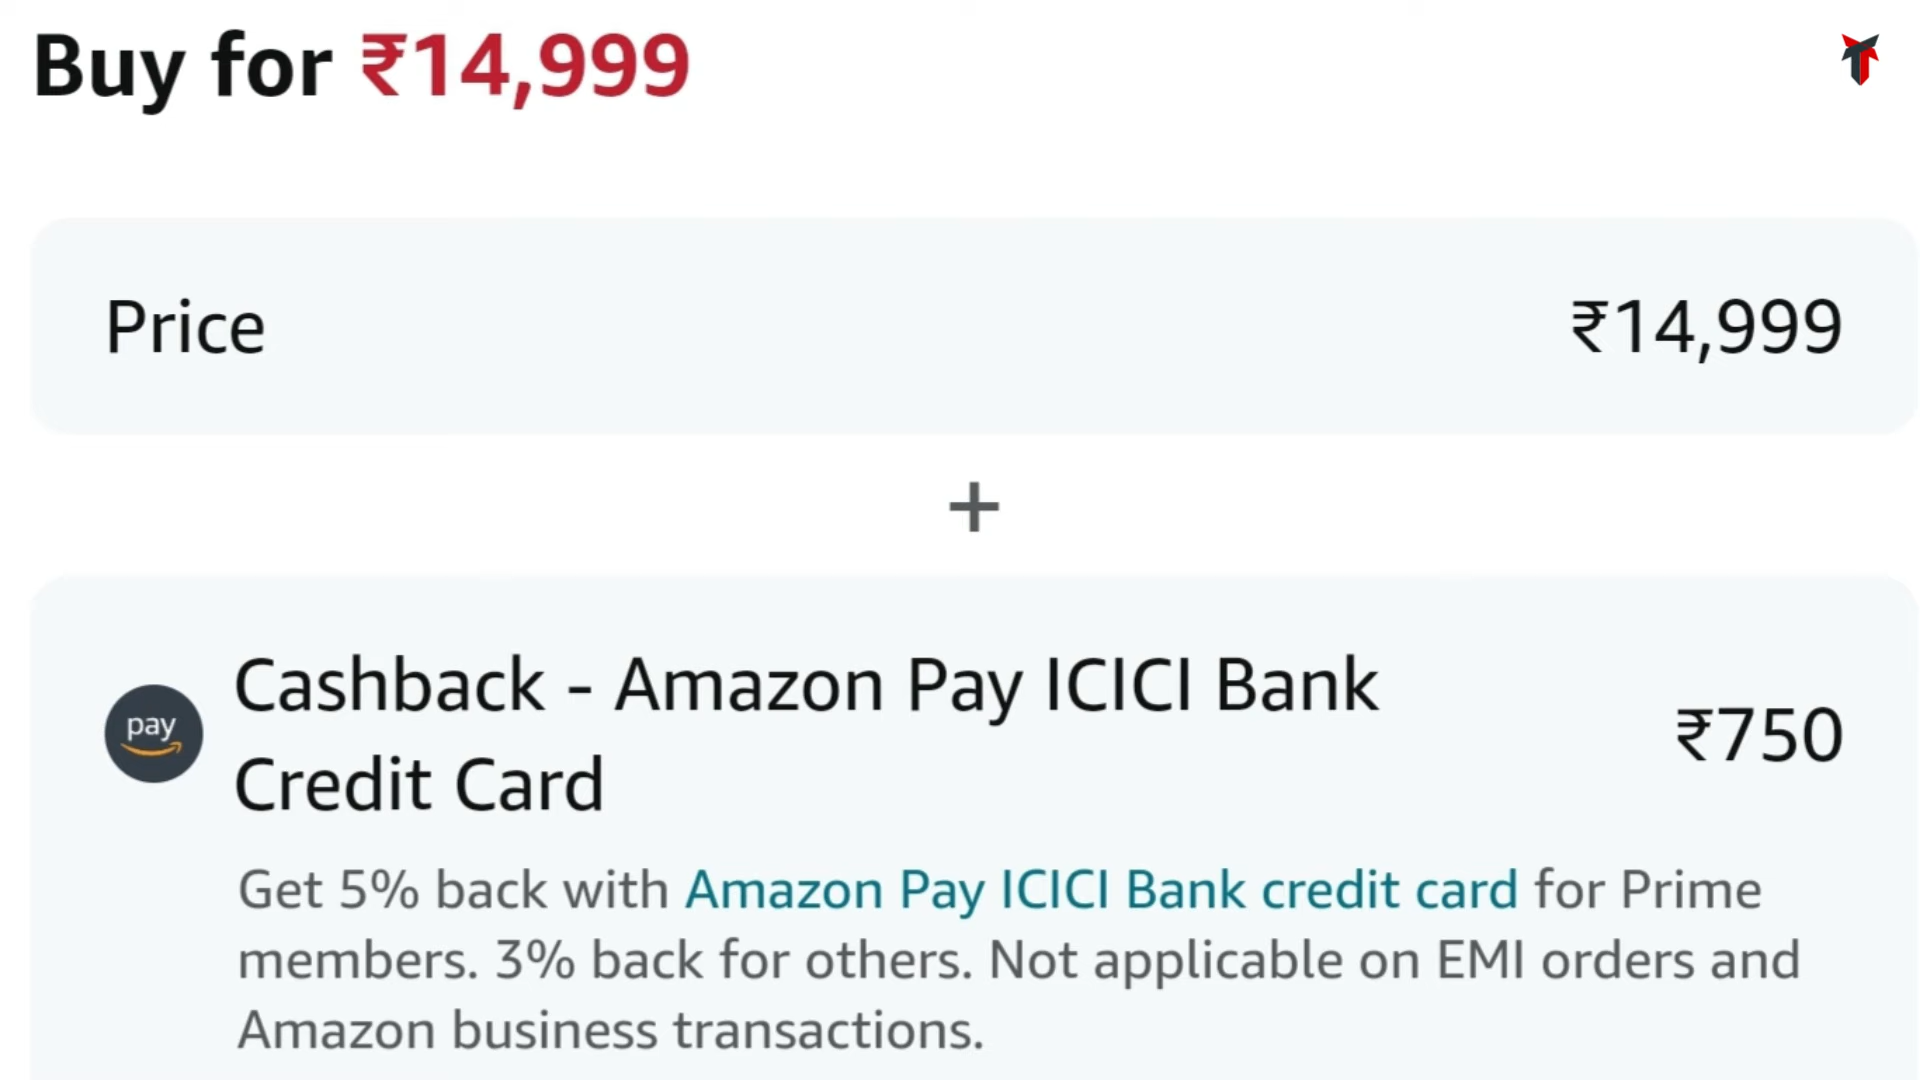 Buy for ₹14,999
Price ₹14,999
+
pay
Cashback - Amazon Pay ICICI Bank
Credit Card
₹750
Get 5% back with Amazon Pay ICICI Bank credit card for Prime
members. 3% back for others. Not applicable on EMI orders and
Amazon business transactions.